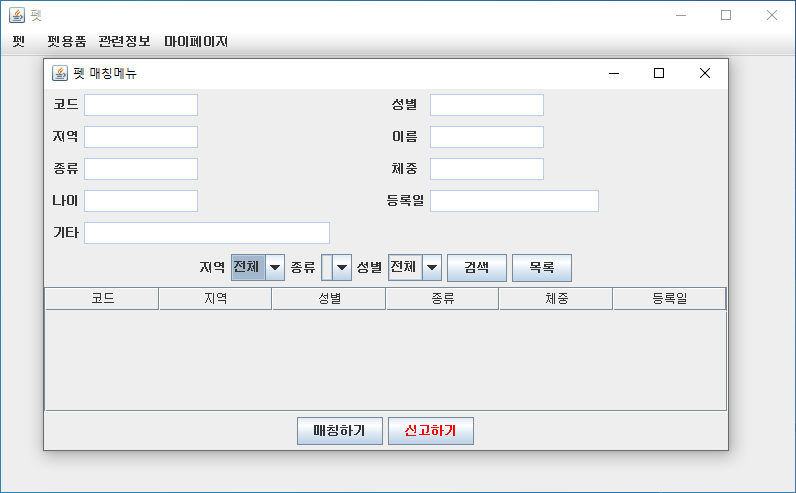 펫
펫 펫용품 관련정보 마이페이지
펫 매칭메뉴
코드 성별
지역 이름
종류 체중
나이 등록일
기타
지역 전체 종류 성별 전체 검색 목록
코드 지역 성별 종류 체중 등록일
매칭하기 신고하기